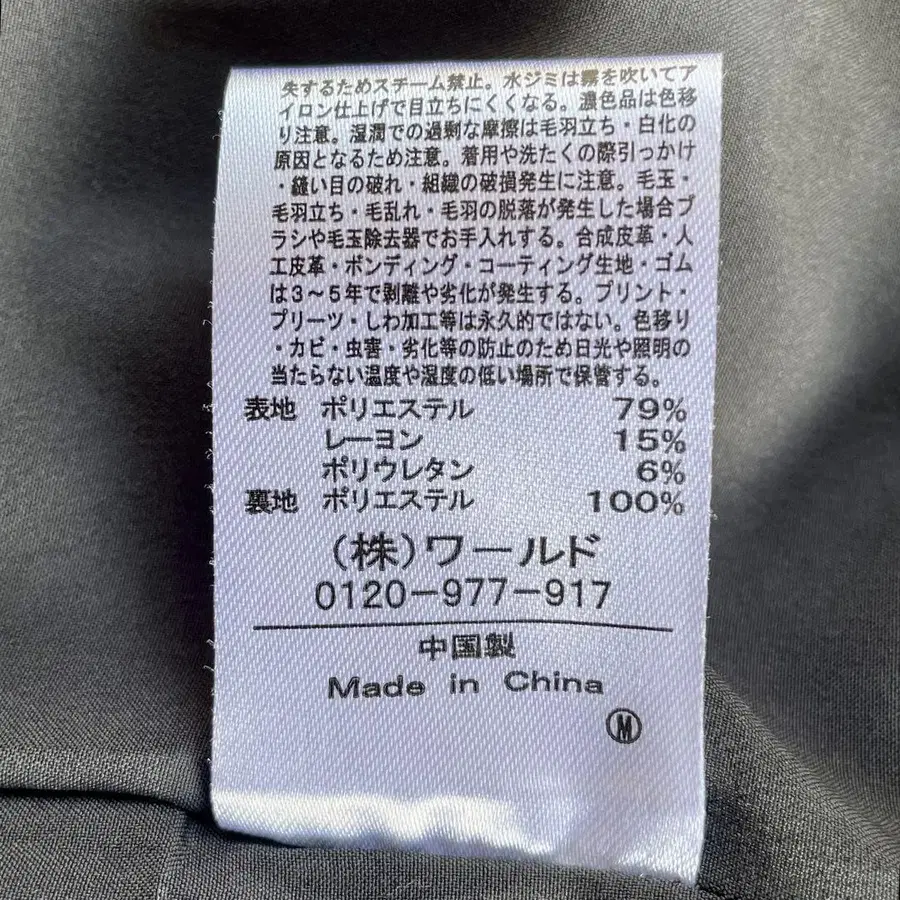 失するためスチーム禁止。水ジミは霧を吹いてア
イロン仕上げで目立ちにくくなる。濃色品は色移
り注意。湿潤での過剰な摩擦は毛羽立ち・白化の
原因となるため注意。着用や洗たくの際引っかけ
・縫い目の破れ・組織の破損発生に注意。毛玉・
毛羽立ち・毛乱れ・毛羽の脱落が発生した場合ブ
ラシや毛玉除去器でお手入れする。合成皮革・人
工皮革・ボンディング・コーティング生地・ゴム
は3～5年で剥離や劣化が発生する。プリント・
プリーツ・しわ加工等は永久的ではない。色移り
・カビ・虫害・劣化等の防止のため日光や照明の
当たらない温度や湿度の低い場所で保管する。
表地 ポリエステル 79%
レーヨン 15%
ポリウレタン 6%
裏地 ポリエステル 100%
(株)ワールド
0120-977-917
中国製
Made in China
Ⓜ